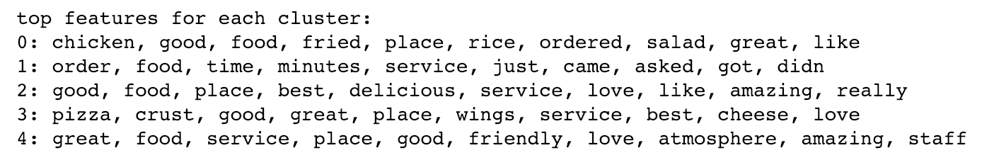 top features for each cluster:
0: chicken, good, food, fried, place, rice, ordered, salad, great, like
1: order, food, time, minutes, service, just, came, asked, got, didn
2: good, food, place, best, delicious, service, love, like, amazing, really
3: pizza, crust, good, great, place, wings, service, best, cheese, love
4: great, food, service, place, good, friendly, love, atmosphere, amazing, staff